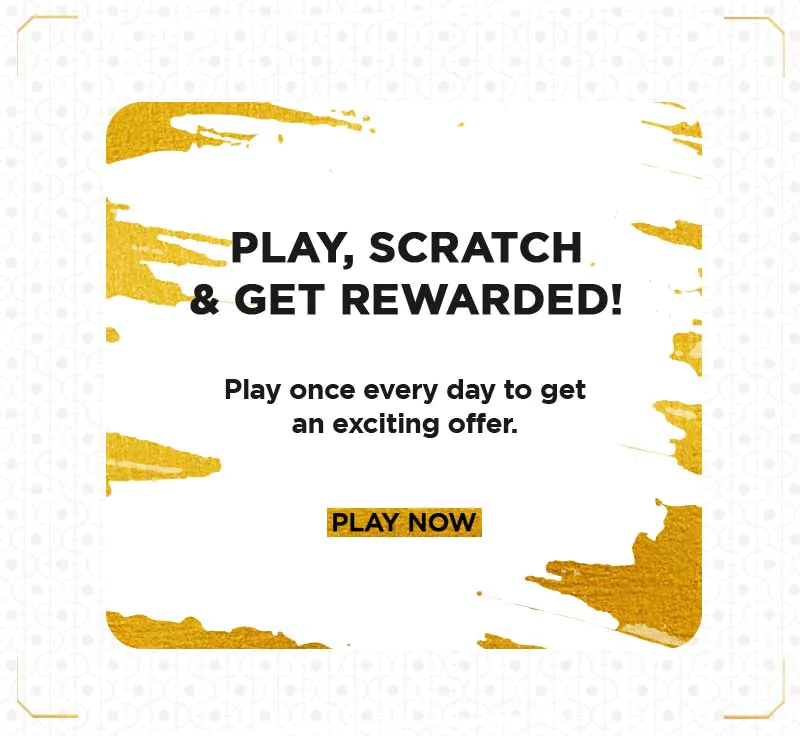 PLAY, SCRATCH
& GET REWARDED!
Play once every day to get
an exciting offer.
PLAY NOW